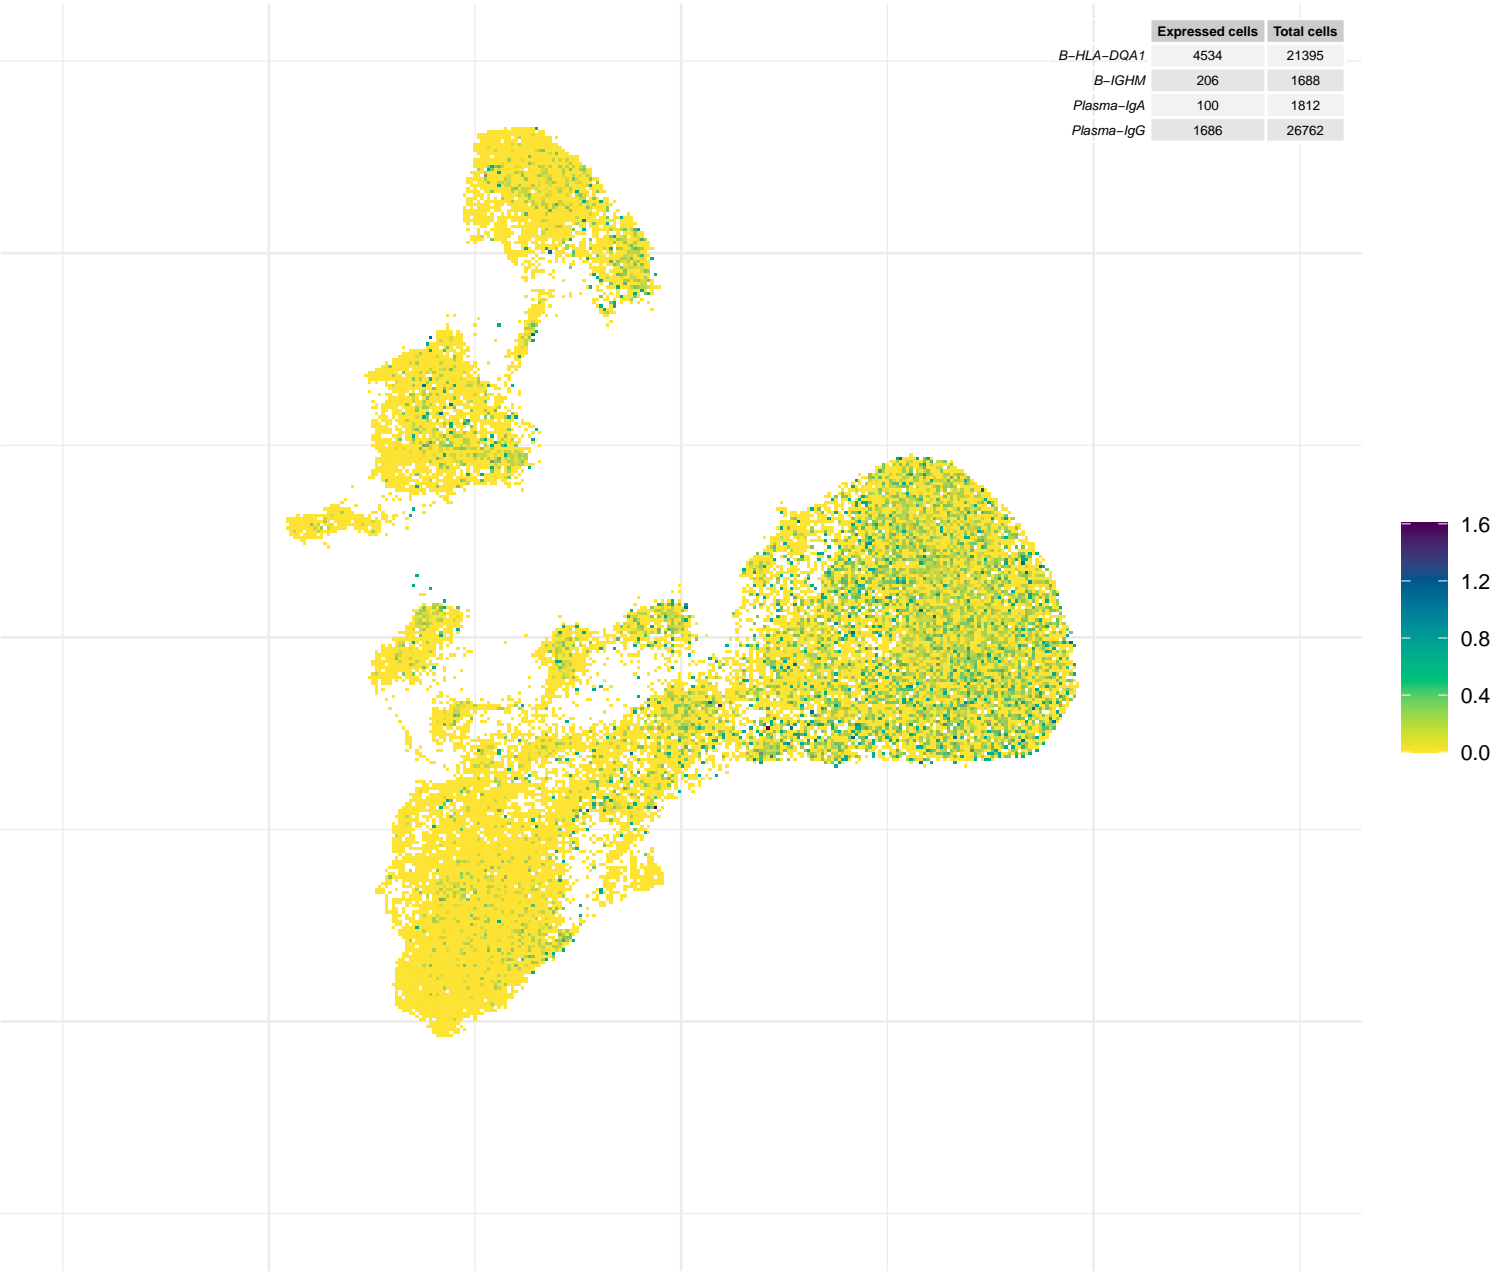 Expressed cells Total cells
B−HLA−DQA1 4534 21395
B−IGHM 206 1688
Plasma−IgA 100 1812
Plasma−IgG 1686 26762
1.6
1.2
0.8
0.4
0.0